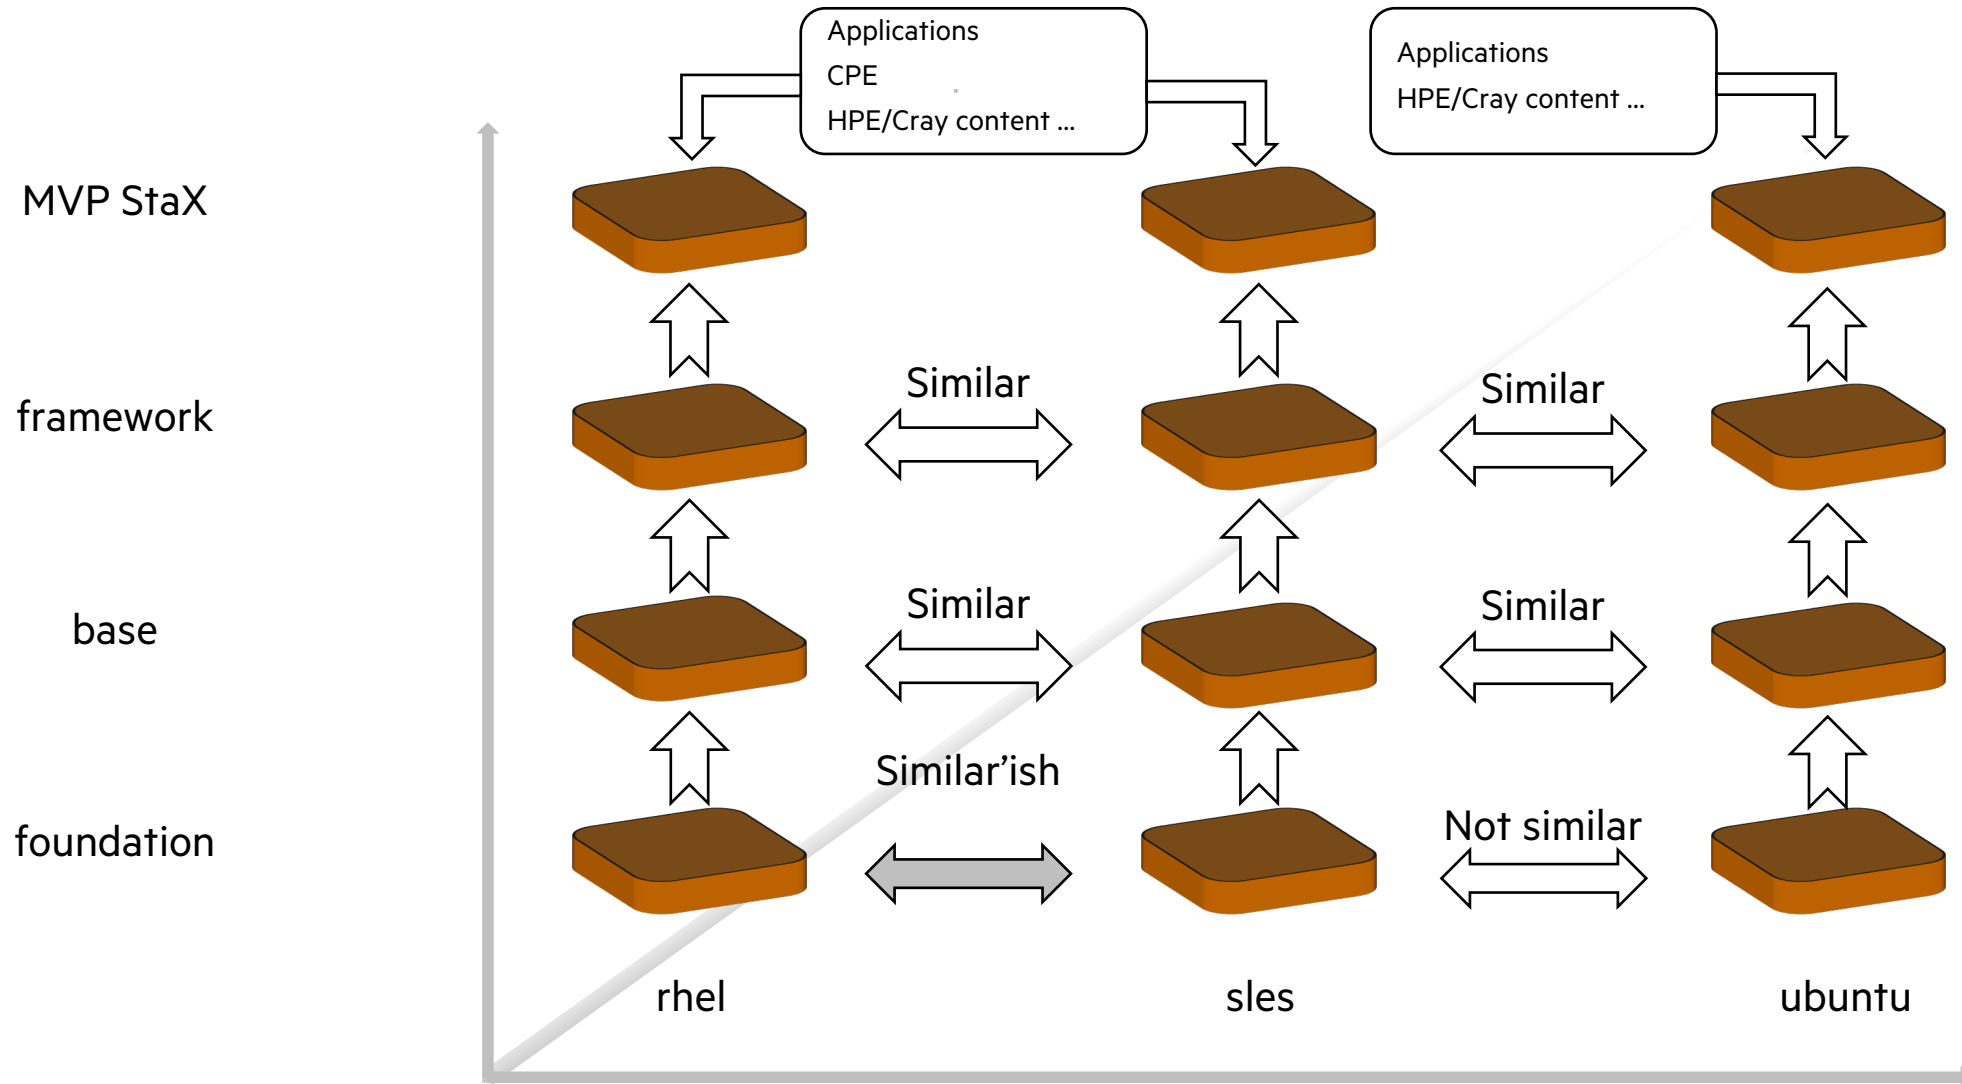 Applications
CPE
HPE/Cray content ...
Applications
HPE/Cray content ...
MVP StaX
framework
Similar
Similar
base
Similar
Similar
foundation
Similar’ish
Not similar
rhel
sles
ubuntu